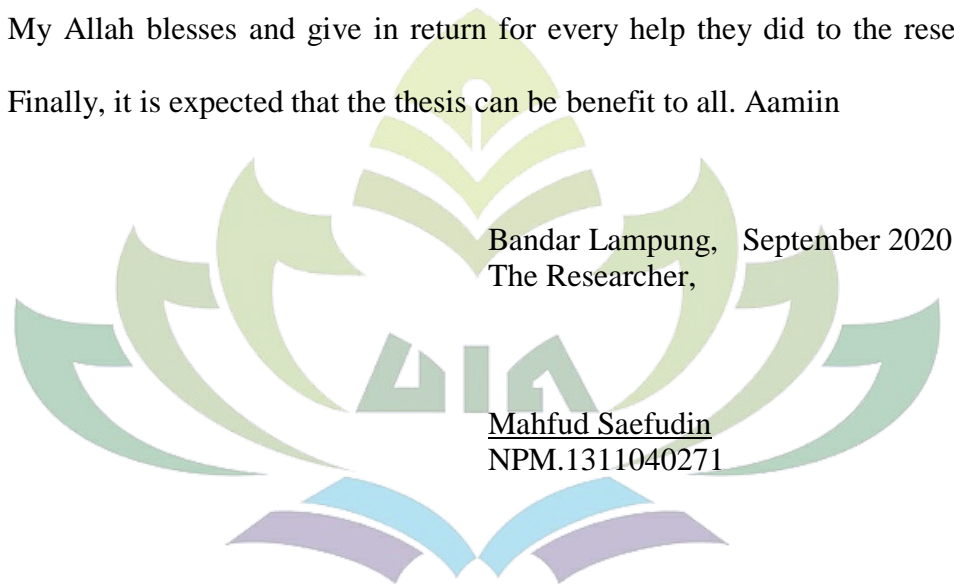 My Allah blesses and give in return for every help they did to the rese
Finally, it is expected that the thesis can be benefit to all. Aamiin
Bandar Lampung, September 2020
The Researcher,
UIN
Mahfud Saefudin
NPM.1311040271